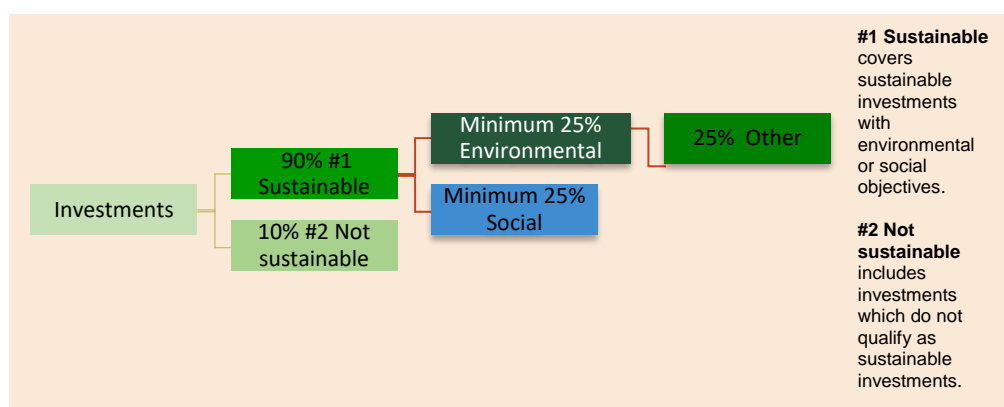 Investments
90% #1
Sustainable
10% #2 Not
sustainable
Minimum 25%
Environmental
Minimum 25%
Social
25% Other
#1 Sustainable
covers
sustainable
investments
with
environmental
or social
objectives.
#2 Not
sustainable
includes
investments
which do not
qualify as
sustainable
investments.